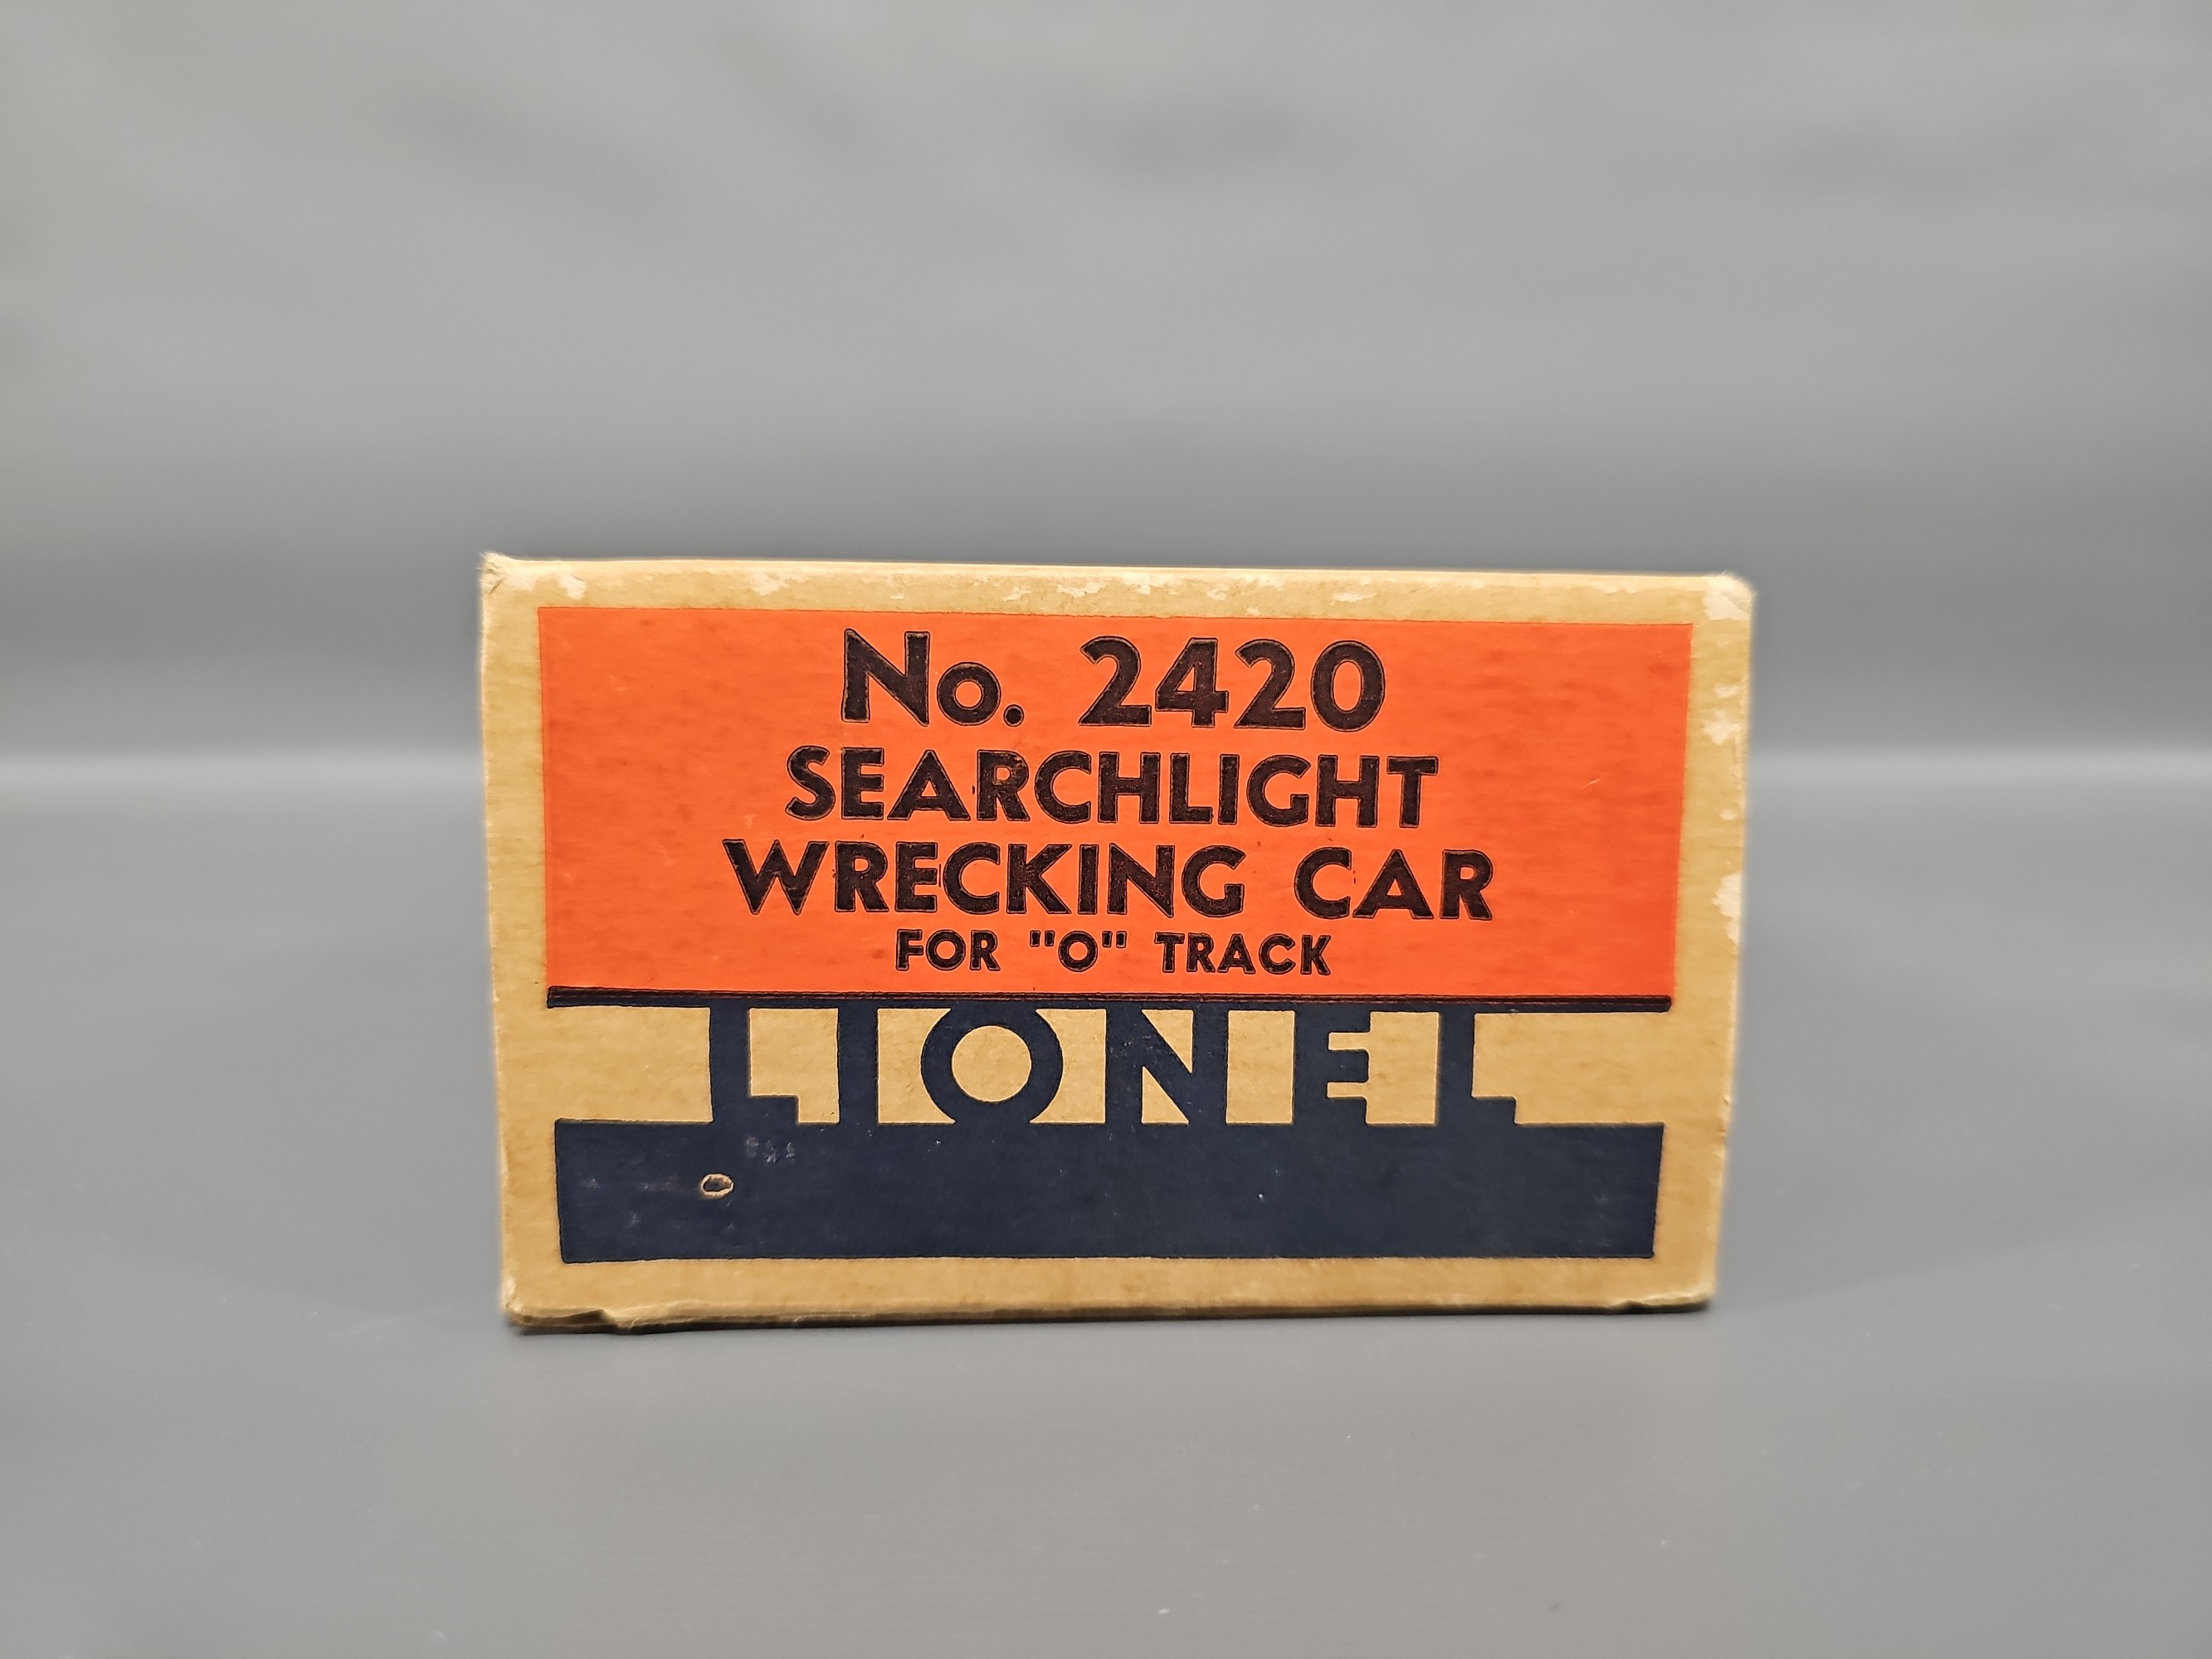 No. 2420
SEARCHLIGHT
WRECKING CAR
FOR "O" TRACK
LIONEL